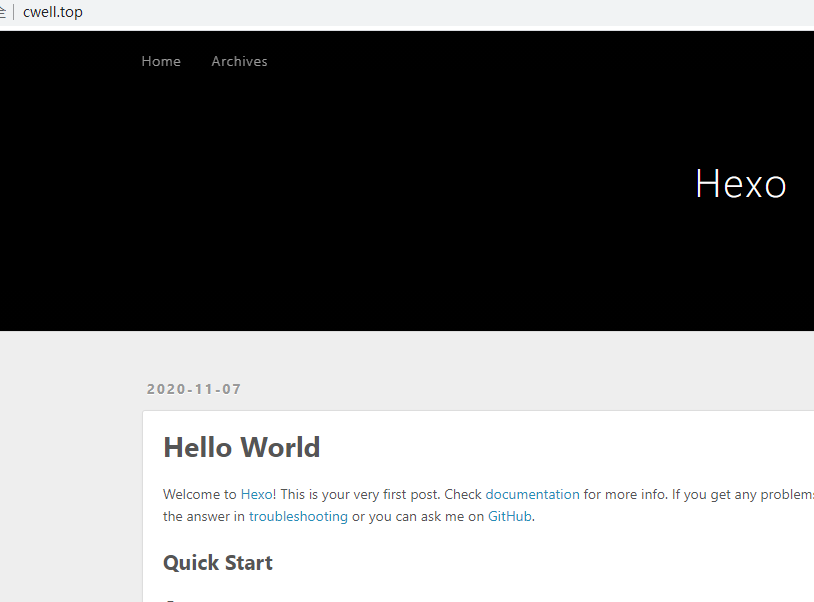 cwell.top
Home Archives
Hexo
2020-11-07
Hello World
Welcome to Hexo! This is your very first post. Check documentation for more info. If you get any problems
the answer in troubleshooting or you can ask me on GitHub.
Quick Start